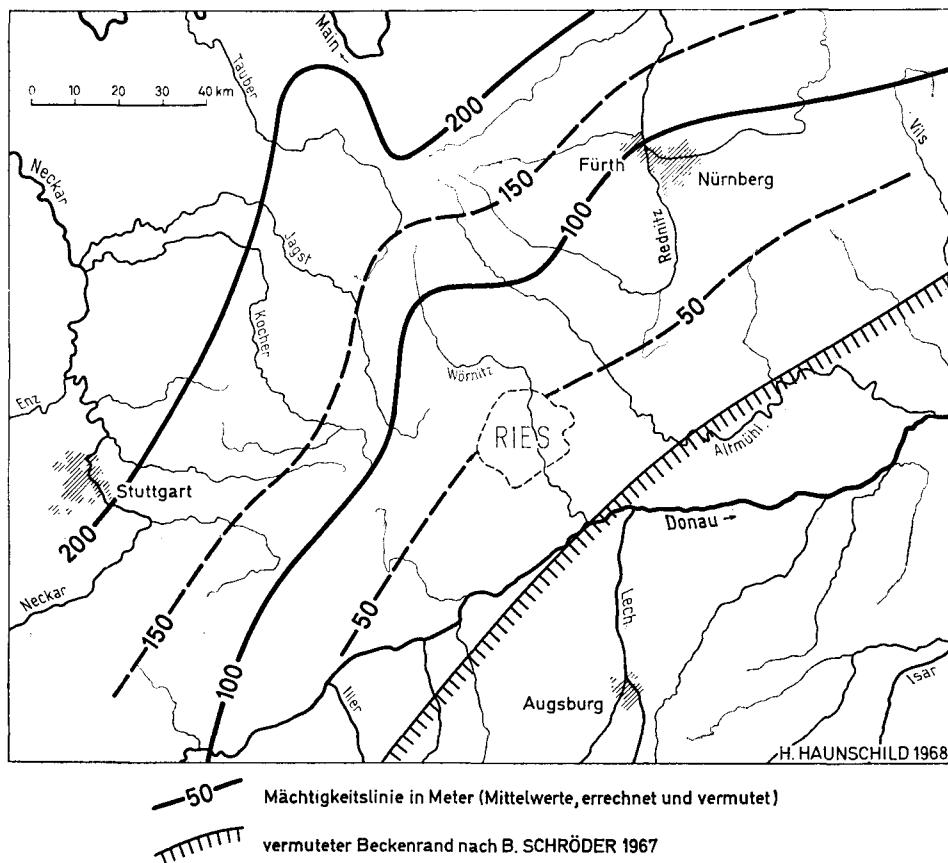 Main
Tauber
0 10 20 30 40 km
200
Neckar
Vils
150
Fürth
Nürnberg
100
Rednitz
Jagst
Kocher
50
Wörnitz
Enz
RIES
Altmühl
Stuttgart
200
Donau →
Neckar
150
50
Lech
100
Iller
Augsburg
Isar
H. HAUNSCHILD 1968
50 Mächtigkeitslinie in Meter (Mittelwerte, errechnet und vermutet)
vermuteter Beckenrand nach B. SCHRÖDER 1967